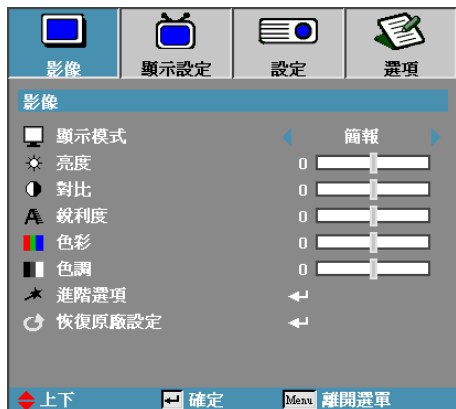 影像 顯示設定 設定 選項
影像
顯示模式 簡報
亮度 0
對比 0
銳利度 0
色彩 0
色調 0
進階選項
恢復原廠設定
上下 確定 Menu 離開選單